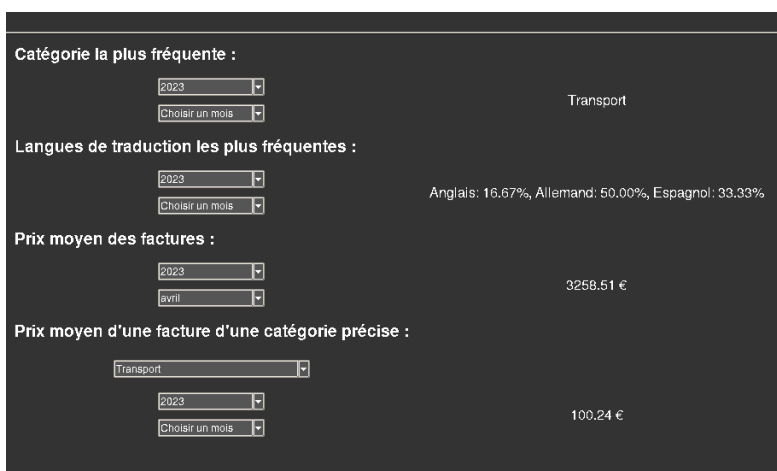 Catégorie la plus fréquente :
2023
Choisir un mois
Transport
Langues de traduction les plus fréquentes :
2023
Choisir un mois
Anglais: 16.67%, Allemand: 50.00%, Espagnol: 33.33%
Prix moyen des factures :
2023
avril
3258.51 €
Prix moyen d'une facture d'une catégorie précise :
Transport
2023
Choisir un mois
100.24 €